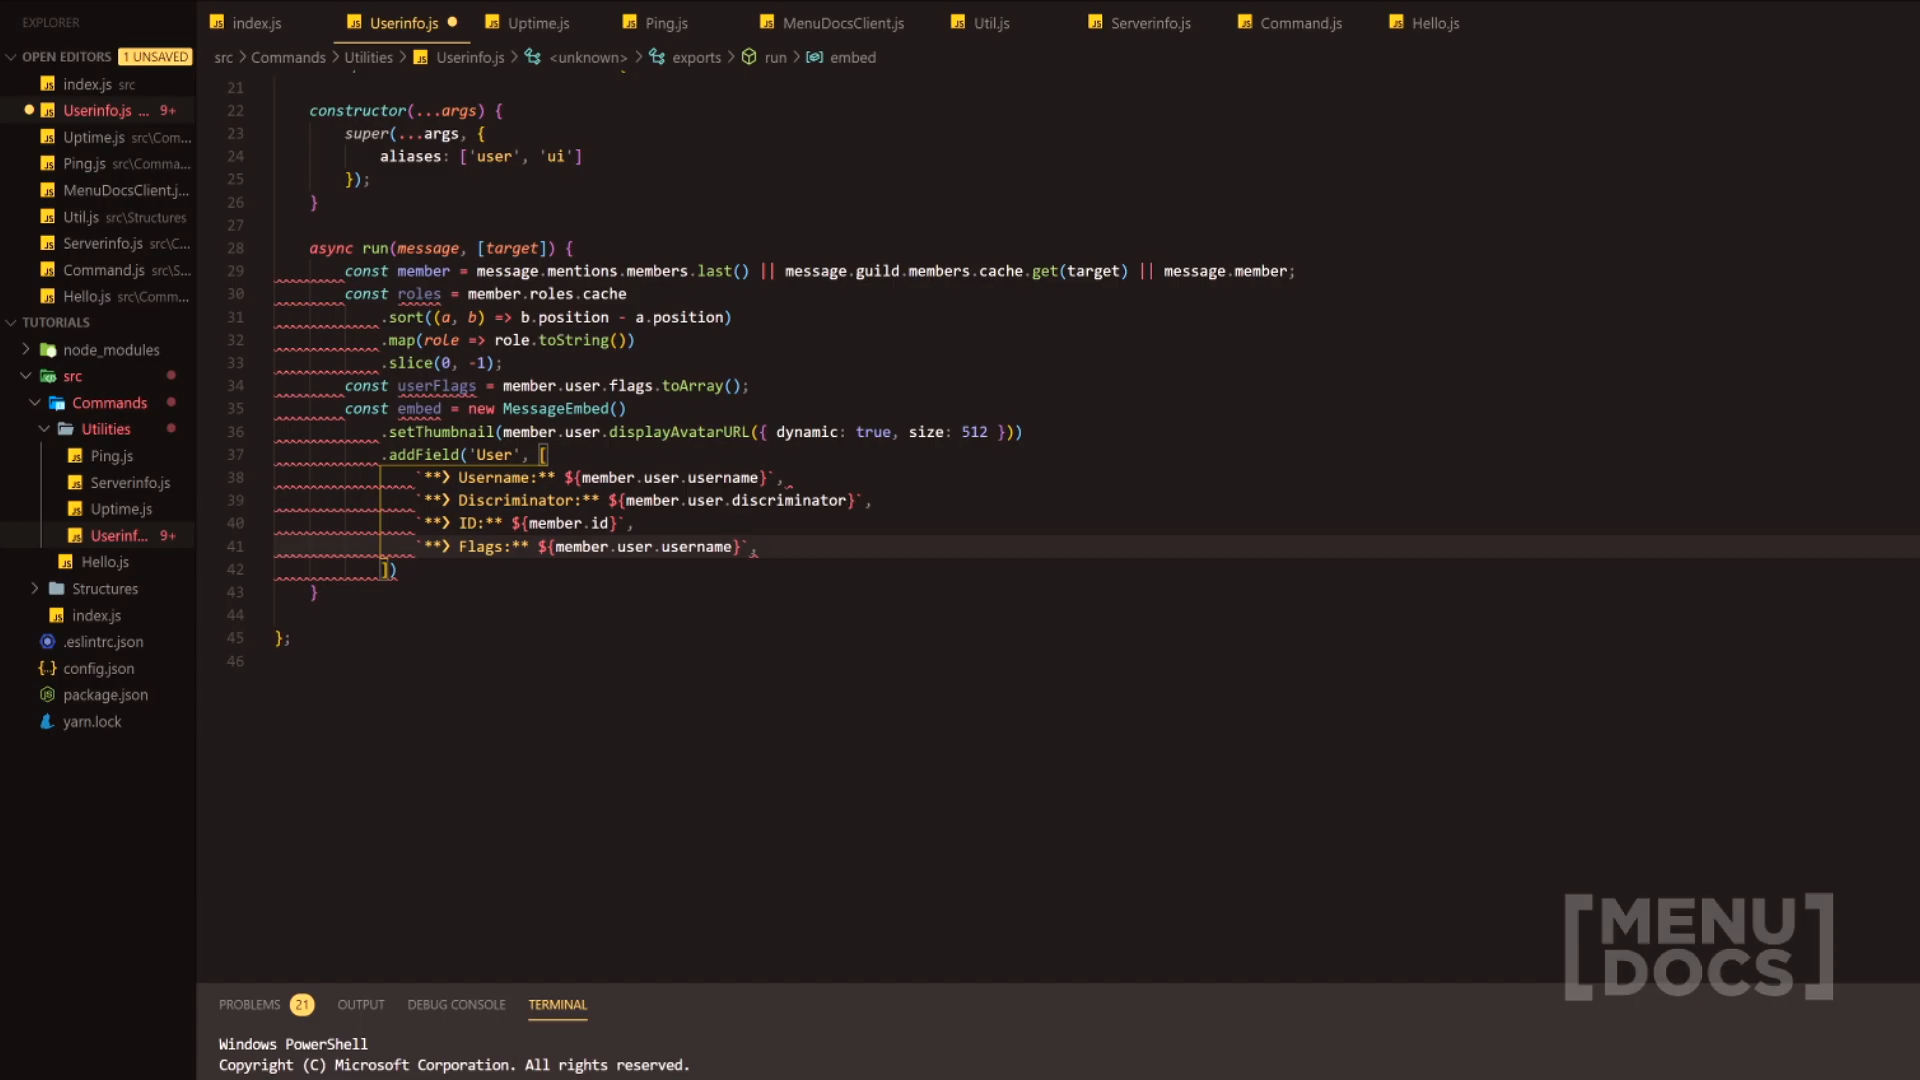 EXPLORER
OPEN EDITORS 1 UNSAVED
index.js src
Userinfo.js ... 9+
Uptime.js src\Com...
Ping.js src\Comma...
MenuDocsClient.j...
Util.js src\Structures
Serverinfo.js src\C...
Command.js src\S...
Hello.js src\Comm...
TUTORIALS
node_modules
src
Commands
Utilities
Ping.js
Serverinfo.js
Uptime.js
Userinf... 9+
Hello.js
Structures
index.js
.eslintrc.json
config.json
package.json
yarn.lock
index.js Userinfo.js Uptime.js Ping.js MenuDocsClient.js Util.js Serverinfo.js Command.js Hello.js
src > Commands > Utilities > Userinfo.js > <unknown> > exports > run > embed
21
22 constructor(...args) {
23 super(...args, {
24 aliases: ['user', 'ui']
25 });
26 }
27
28 async run(message, [target]) {
29 const member = message.mentions.members.last() || message.guild.members.cache.get(target) || message.member;
30 const roles = member.roles.cache
31 .sort((a, b) => b.position - a.position)
32 .map(role => role.toString())
33 .slice(0, -1);
34 const userFlags = member.user.flags.toArray();
35 const embed = new MessageEmbed()
36 .setThumbnail(member.user.displayAvatarURL({ dynamic: true, size: 512 }))
37 .addField('User', [
38 `**❯ Username:** ${member.user.username}`,
39 `**❯ Discriminator:** ${member.user.discriminator}`,
40 `**❯ ID:** ${member.id}`,
41 `**❯ Flags:** ${member.user.username}`,
42 ])
43 }
44
45 };
46
[MENU DOCS]
PROBLEMS 21 OUTPUT DEBUG CONSOLE TERMINAL
Windows PowerShell
Copyright (C) Microsoft Corporation. All rights reserved.